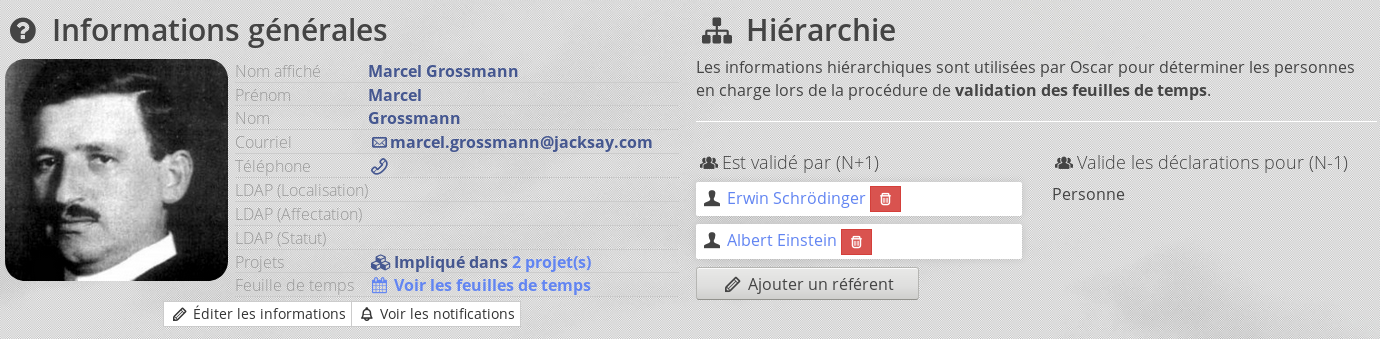 Informations générales
Nom affiché Marcel Grossmann
Prénom Marcel
Nom Grossmann
Courriel marcel.grossmann@jacksay.com
Téléphone
LDAP (Localisation)
LDAP (Affectation)
LDAP (Statut)
Projets Impliqué dans 2 projet(s)
Feuille de temps Voir les feuilles de temps
Éditer les informations Voir les notifications
Hiérarchie
Les informations hiérarchiques sont utilisées par Oscar pour déterminer les personnes
en charge lors de la procédure de validation des feuilles de temps.
Est validé par (N+1)
Erwin Schrödinger
Albert Einstein
Ajouter un référent
Valide les déclarations pour (N-1)
Personne